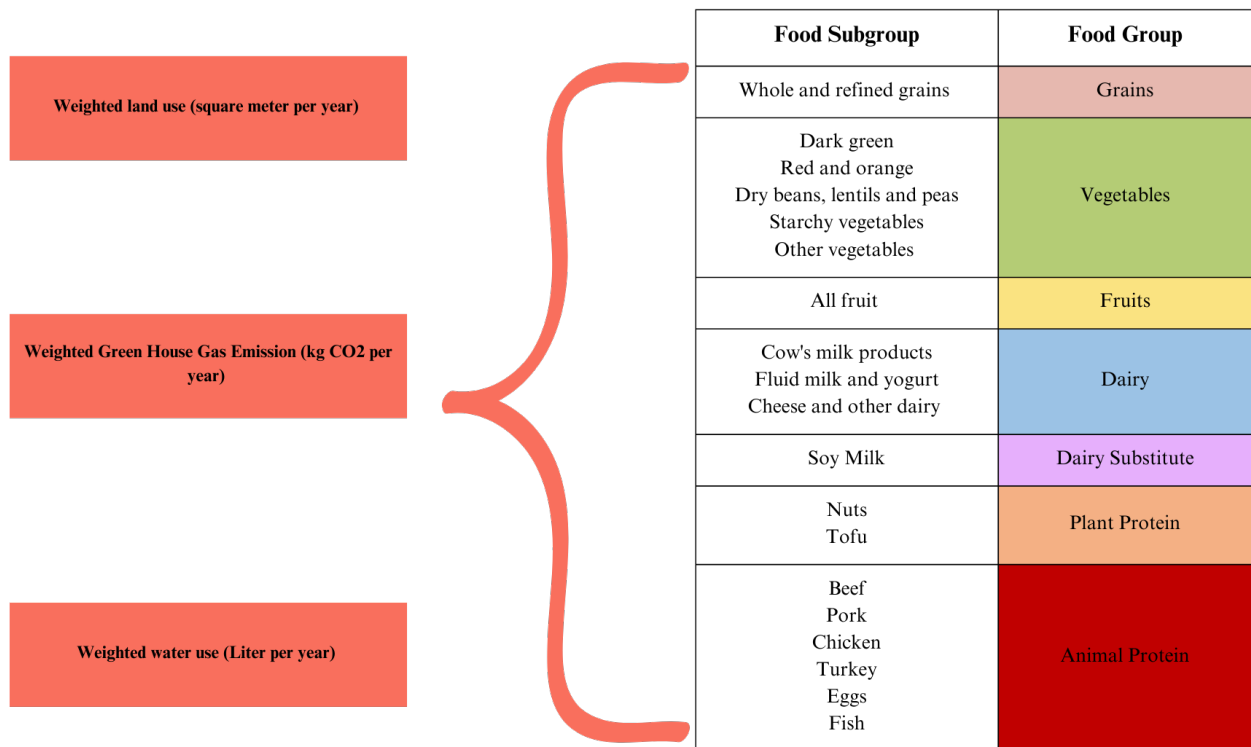 Food Subgroup
Food Group
Weighted land use (square meter per year)
Whole and refined grains
Grains
Dark green
Red and orange
Dry beans, lentils and peas
Starchy vegetables
Other vegetables
Vegetables
All fruit
Fruits
Weighted Green House Gas Emission (kg CO2 per
year)
Cow's milk products
Fluid milk and yogurt
Cheese and other dairy
Dairy
Soy Milk
Dairy Substitute
Nuts
Tofu
Plant Protein
Weighted water use (Liter per year)
Beef
Pork
Chicken
Turkey
Eggs
Fish
Animal Protein